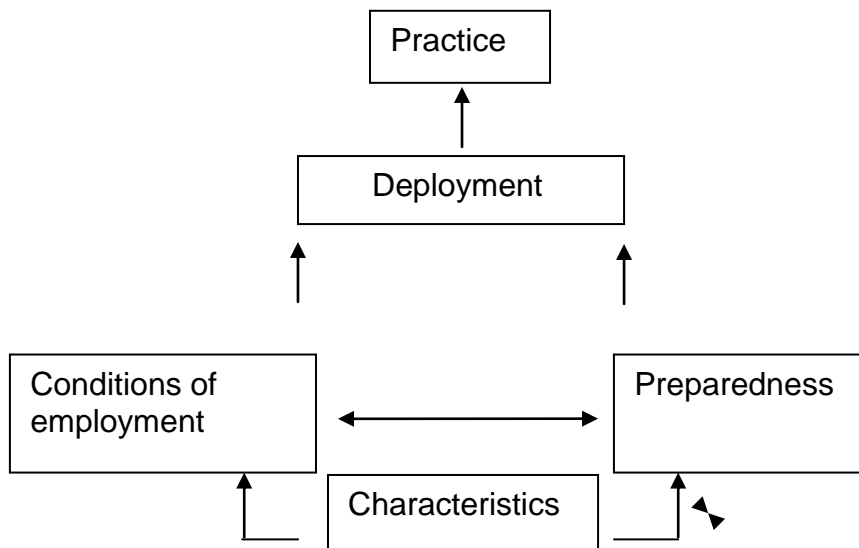 Practice
Deployment
Conditions of
employment
Preparedness
Characteristics